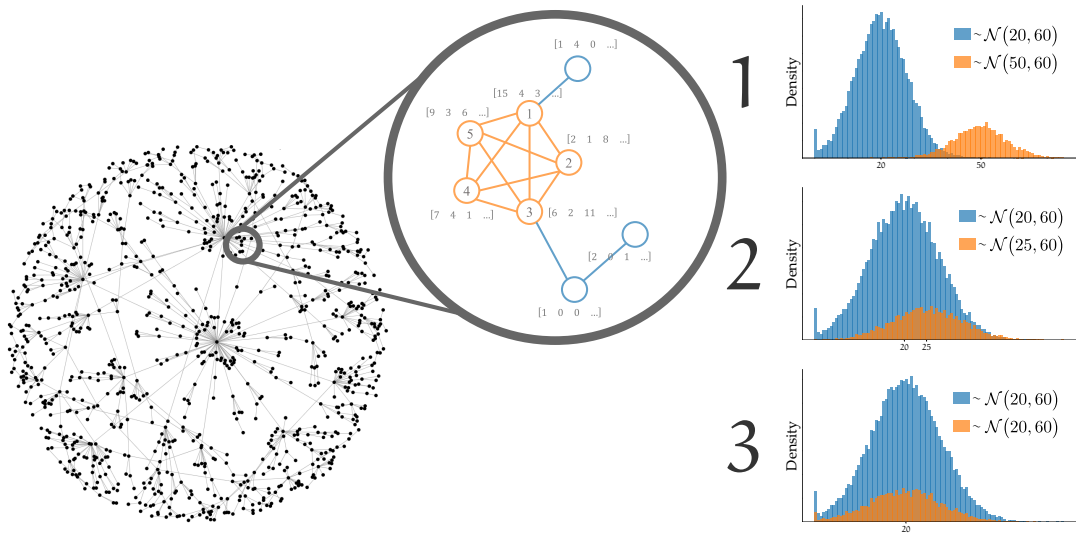 [1 4 0 ...]
[15 4 3 ...]
1
[9 3 6 ...]
5
[2 1 8 ...]
2
4
[7 4 1 ...]
3
[6 2 11 ...]
[2 0 1 ...]
[1 0 0 ...]
1
Density
~ N(20, 60)
~ N(50, 60)
20 50
2
Density
~ N(20, 60)
~ N(25, 60)
20 25
3
Density
~ N(20, 60)
~ N(20, 60)
20